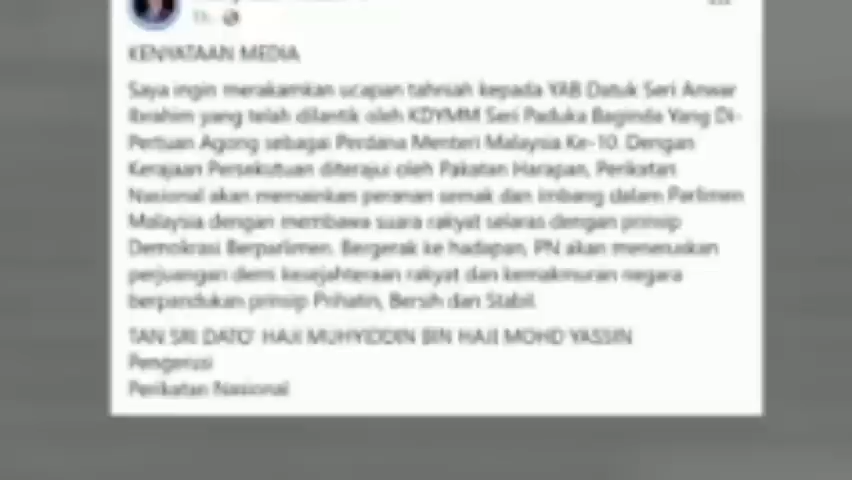 KENYATAAN MEDIA
Saya ingin merakamkan ucapan tahniah kepada YAB Datuk Seri Anwar
Ibrahim yang telah dilantik oleh KDYMM Seri Paduka Baginda Yang Di-
Pertuan Agong sebagai Perdana Menteri Malaysia Ke-10. Dengan
Kerajaan Persekutuan diterajui oleh Pakatan Harapan, Perikatan
Nasional akan memainkan peranan semak dan imbang dalam Parlimen
Malaysia dengan membawa suara rakyat selaras dengan prinsip
Demokrasi Berparlimen. Bergerak ke hadapan, PN akan meneruskan
perjuangan demi kesejahteraan rakyat dan kemakmuran negara
berpandukan prinsip Prihatin, Bersih dan Stabil.
TAN SRI DATO' HAJI MUHYIDDIN BIN HAJI MOHD YASSIN
Pengerusi
Perikatan Nasional